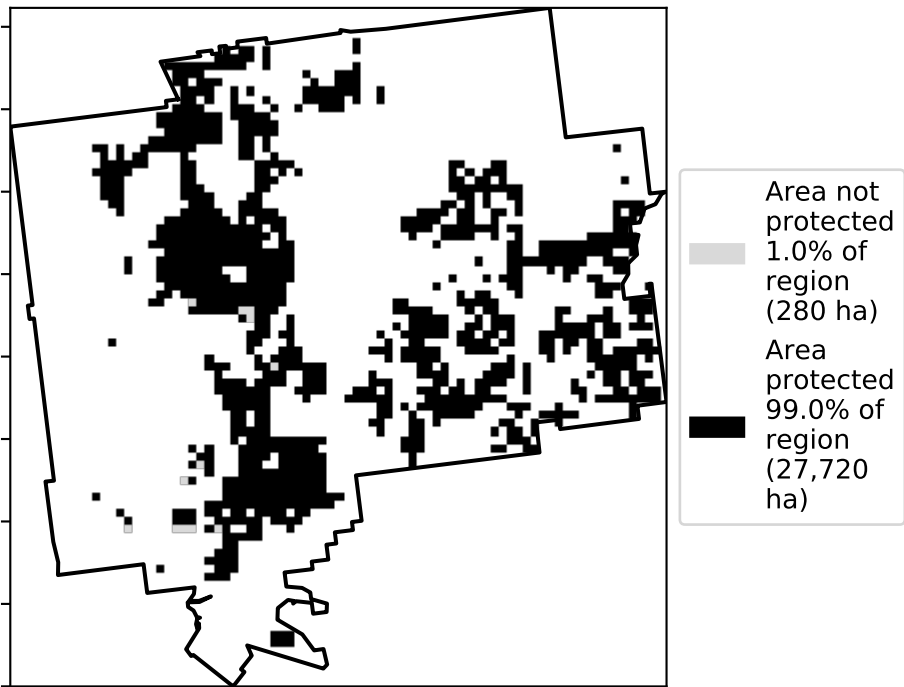 Area not
protected
1.0% of
region
(280 ha)
Area
protected
99.0% of
region
(27,720
ha)